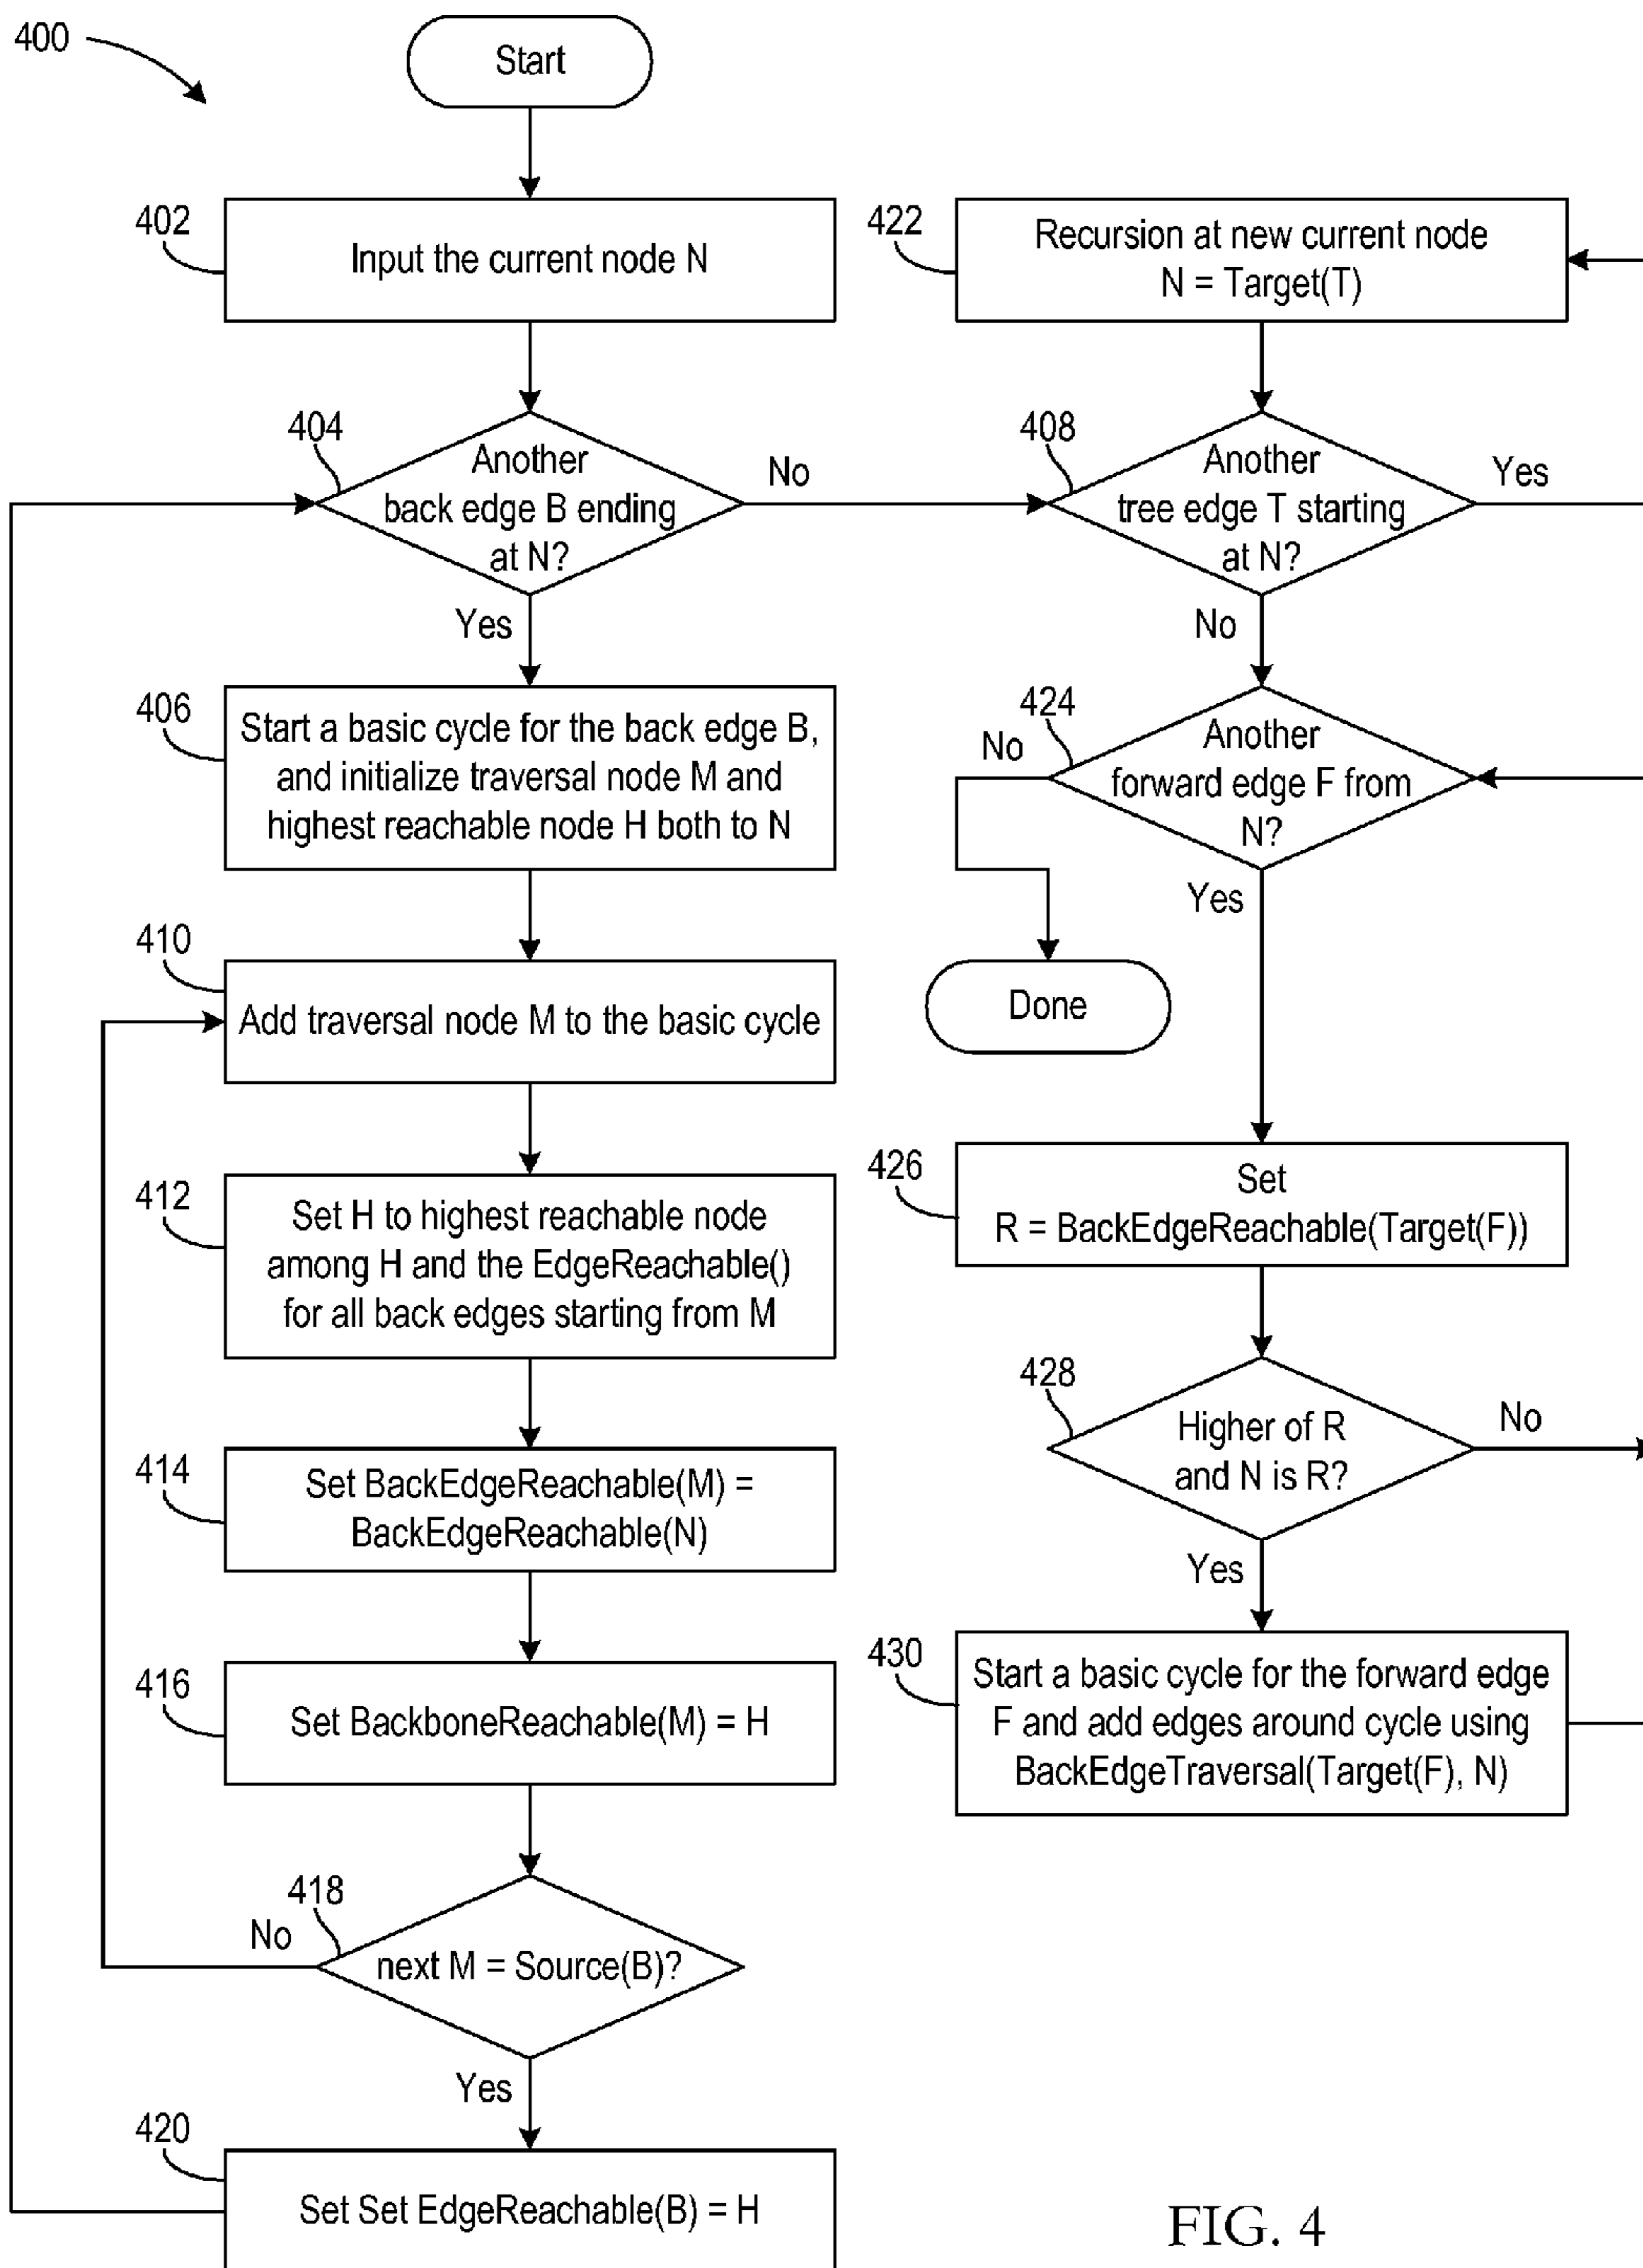 400
Start
402
Input the current node N
404
Another
back edge B ending
at N?
No
Yes
406
Start a basic cycle for the back edge B,
and initialize traversal node M and
highest reachable node H both to N
410
Add traversal node M to the basic cycle
412
Set H to highest reachable node
among H and the EdgeReachable()
for all back edges starting from M
414
Set BackEdgeReachable(M) =
BackEdgeReachable(N)
416
Set BackboneReachable(M) = H
418
No
next M = Source(B)?
Yes
420
Set Set EdgeReachable(B) = H
422
Recursion at new current node
N = Target(T)
408
Another
tree edge T starting
at N?
Yes
No
424
No
Another
forward edge F from
N?
Yes
Done
426
Set
R = BackEdgeReachable(Target(F))
428
Higher of R
and N is R?
No
Yes
430
Start a basic cycle for the forward edge
F and add edges around cycle using
BackEdgeTraversal(Target(F), N)
FIG. 4